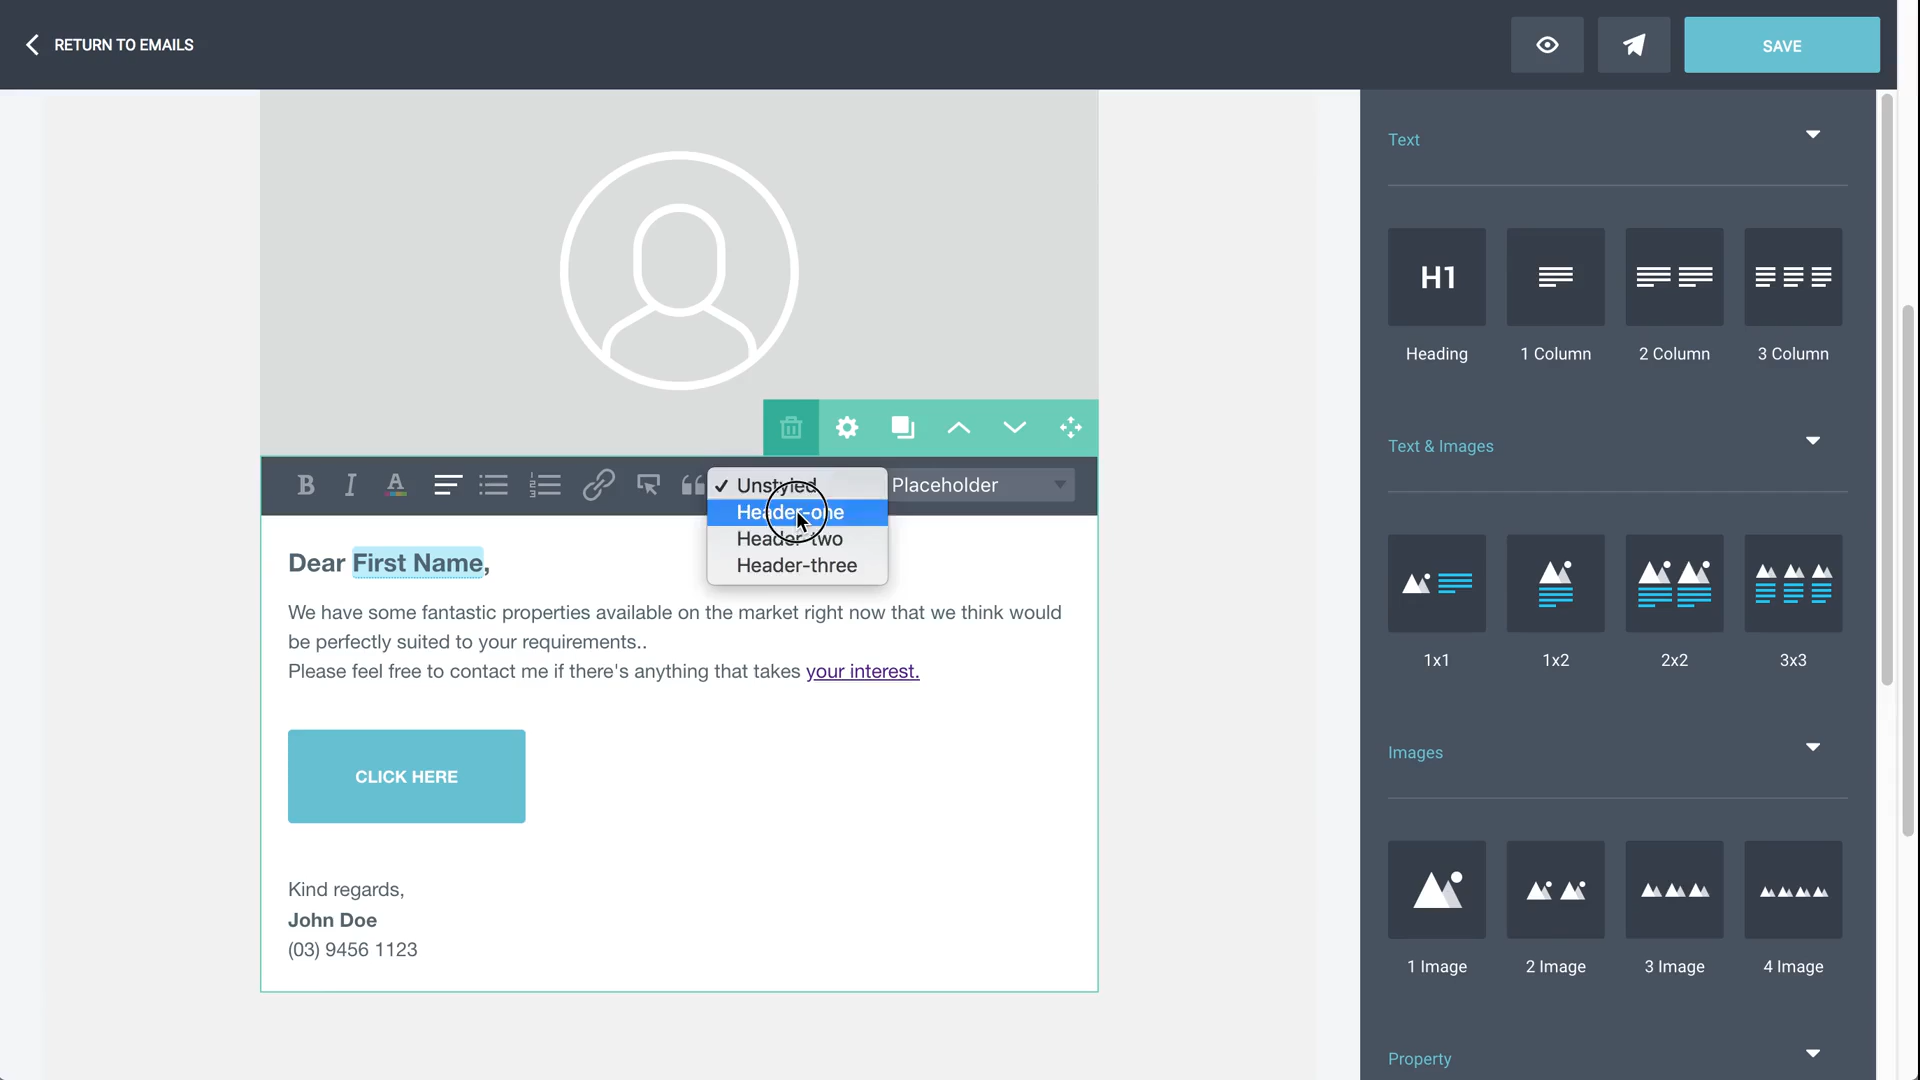 RETURN TO EMAILS
SAVE
Text
H1
Heading
1 Column
2 Column
3 Column
Text & Images
1x1
1x2
2x2
3x3
Images
1 Image
2 Image
3 Image
4 Image
Property
B I A
✓ Unstyled
Header-one
Header-two
Header-three
Placeholder
Dear First Name,
We have some fantastic properties available on the market right now that we think would
be perfectly suited to your requirements..
Please feel free to contact me if there's anything that takes your interest.
CLICK HERE
Kind regards,
John Doe
(03) 9456 1123